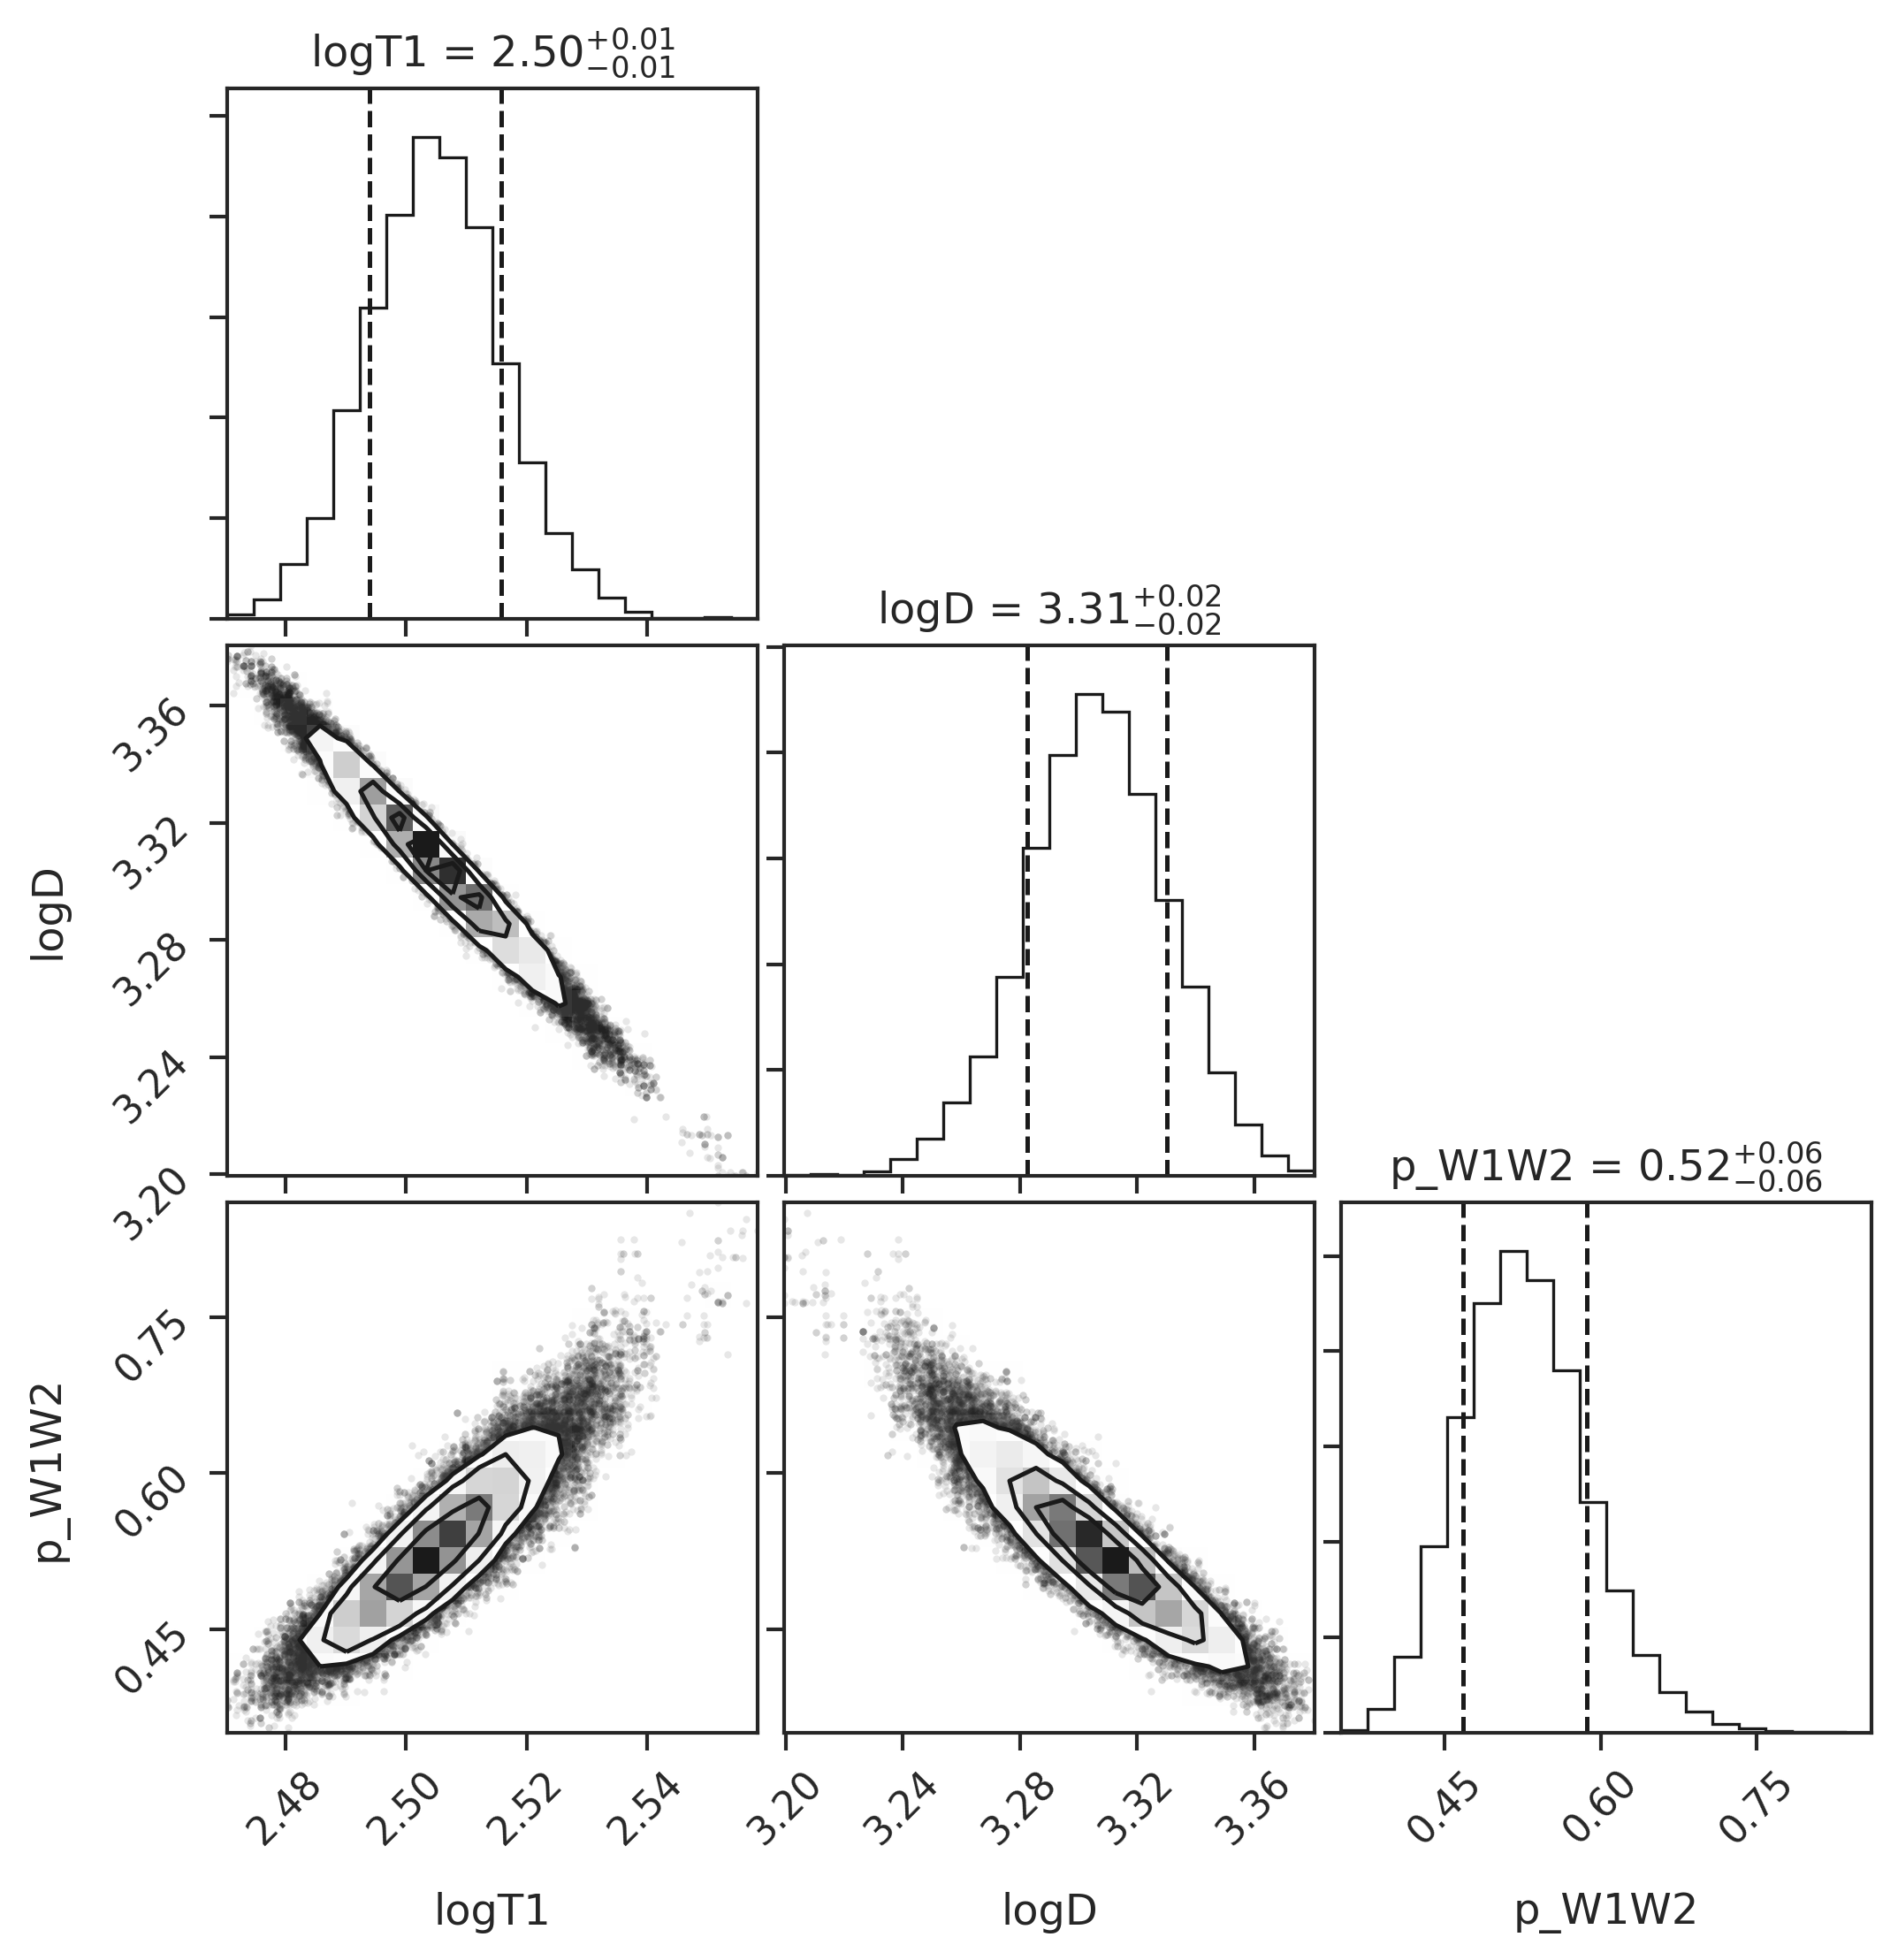 logT1 = 2.50+0.01 −0.01
logD = 3.31+0.02 −0.02
3.36
3.32
3.28
3.24
3.20
logD
p_W1W2 = 0.52+0.06 −0.06
0.75
0.60
0.45
p_W1W2
2.48 2.50 2.52 2.54
3.20 3.24 3.28 3.32 3.36
0.45 0.60 0.75
logT1
logD
p_W1W2